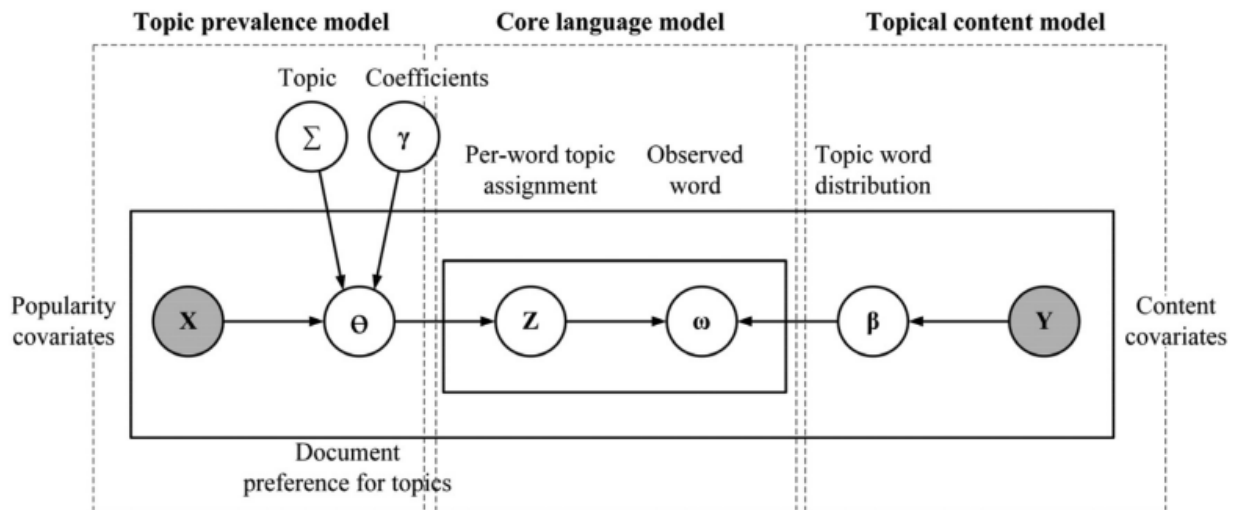 Topic prevalence model
Core language model
Topical content model
Topic
Coefficients
∑
γ
Per-word topic
assignment
Observed
word
Topic word
distribution
Popularity
covariates
X
Θ
Z
ω
β
Y
Content
covariates
Document
preference for topics